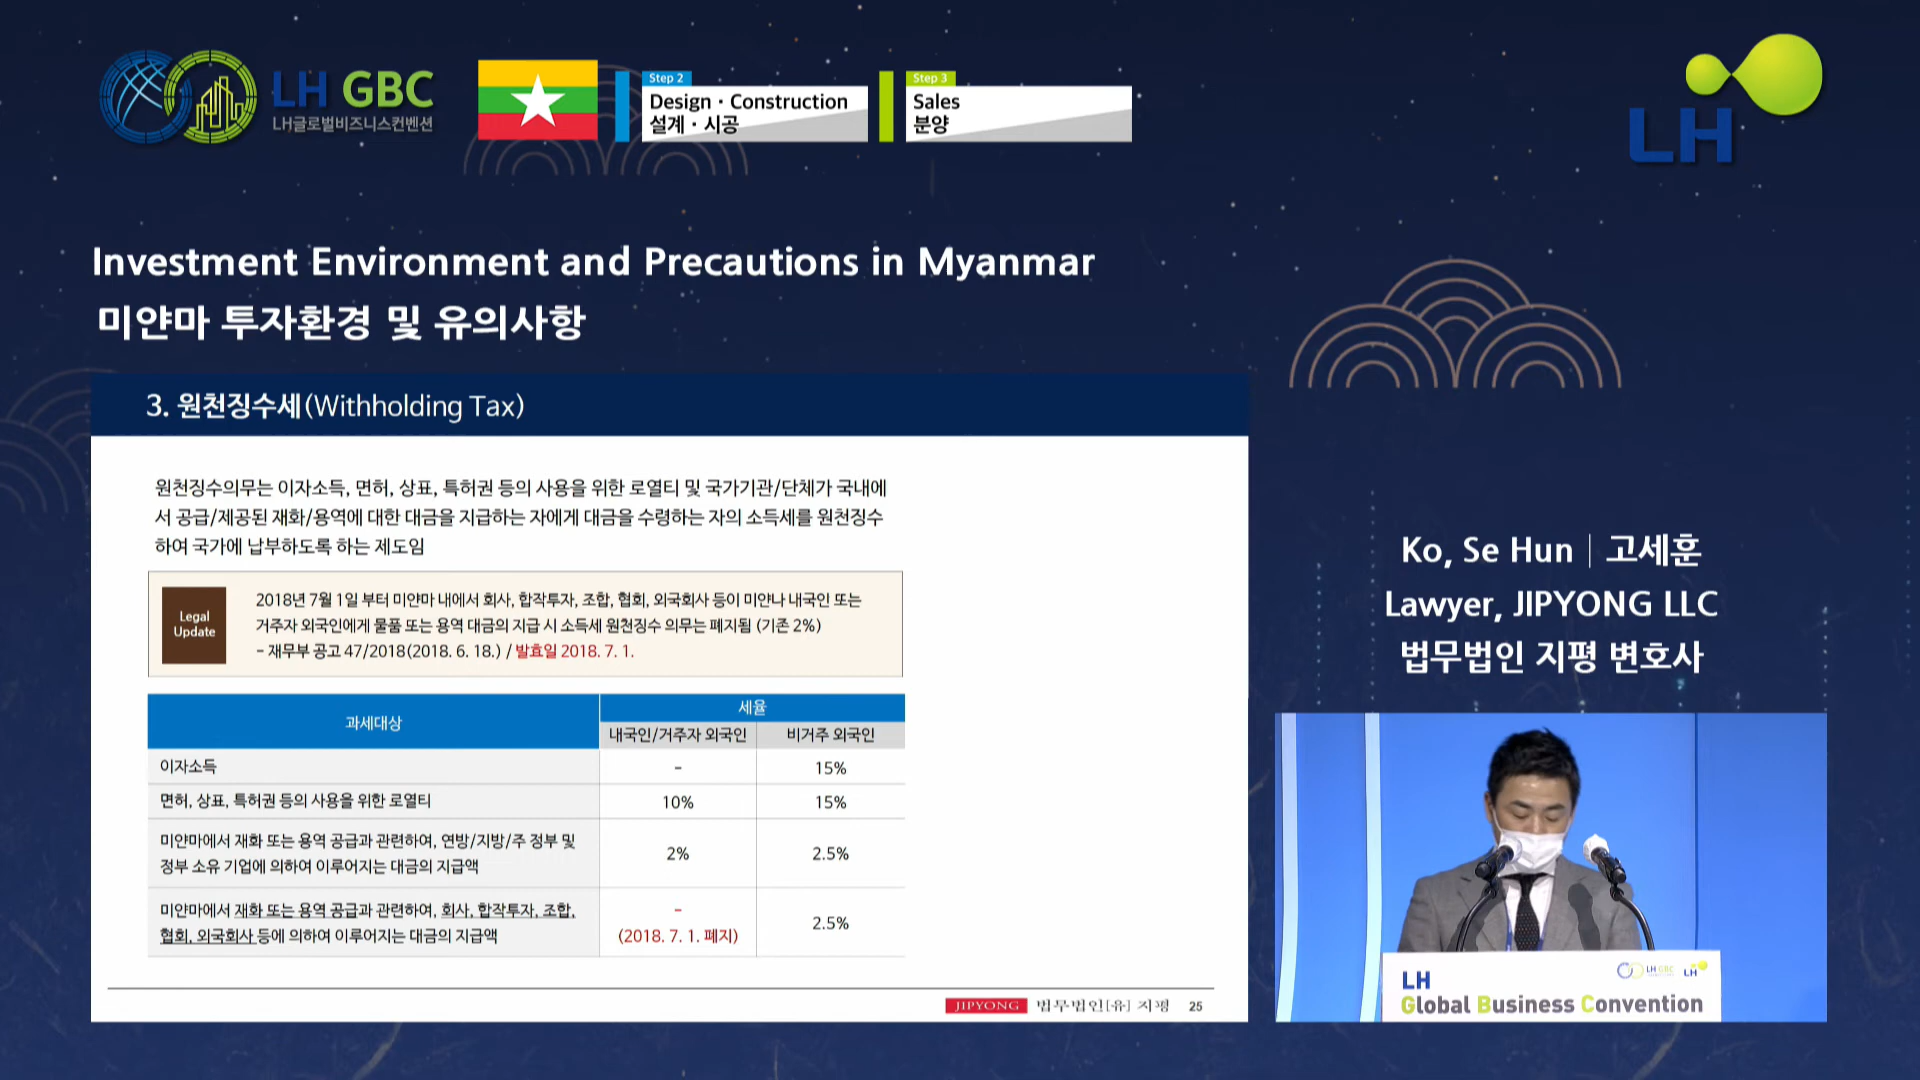 LH GBC
LH글로벌비즈니스컨벤션
Step 2
Design · Construction
설계 · 시공
Step 3
Sales
분양
LH
Investment Environment and Precautions in Myanmar
미얀마 투자환경 및 유의사항
3. 원천징수세(Withholding Tax)
원천징수의무는 이자소득, 면허, 상표, 특허권 등의 사용을 위한 로열티 및 국가기관/단체가 국내에
서 공급/제공된 재화/용역에 대한 대금을 지급하는 자에게 대금을 수령하는 자의 소득세를 원천징수
하여 국가에 납부하도록 하는 제도임
Legal
Update
2018년 7월 1일 부터 미얀마 내에서 회사, 합작투자, 조합, 협회, 외국회사 등이 미얀나 내국인 또는
거주자 외국인에게 물품 또는 용역 대금의 지급 시 소득세 원천징수 의무는 폐지됨 (기존 2%)
- 재무부 공고 47/2018(2018. 6. 18.) / 발효일 2018. 7. 1.
과세대상
세율
내국인/거주자 외국인
비거주 외국인
이자소득
-
15%
면허, 상표, 특허권 등의 사용을 위한 로열티
10%
15%
미얀마에서 재화 또는 용역 공급과 관련하여, 연방/지방/주 정부 및
정부 소유 기업에 의하여 이루어지는 대금의 지급액
2%
2.5%
미얀마에서 재화 또는 용역 공급과 관련하여, 회사, 합작투자, 조합,
협회, 외국회사 등에 의하여 이루어지는 대금의 지급액
-
(2018. 7. 1. 폐지)
2.5%
JIPYONG 법무법인[유] 지평 25
Ko, Se Hun | 고세훈
Lawyer, JIPYONG LLC
법무법인 지평 변호사
LH GBC
LH
LH
Global Business Convention